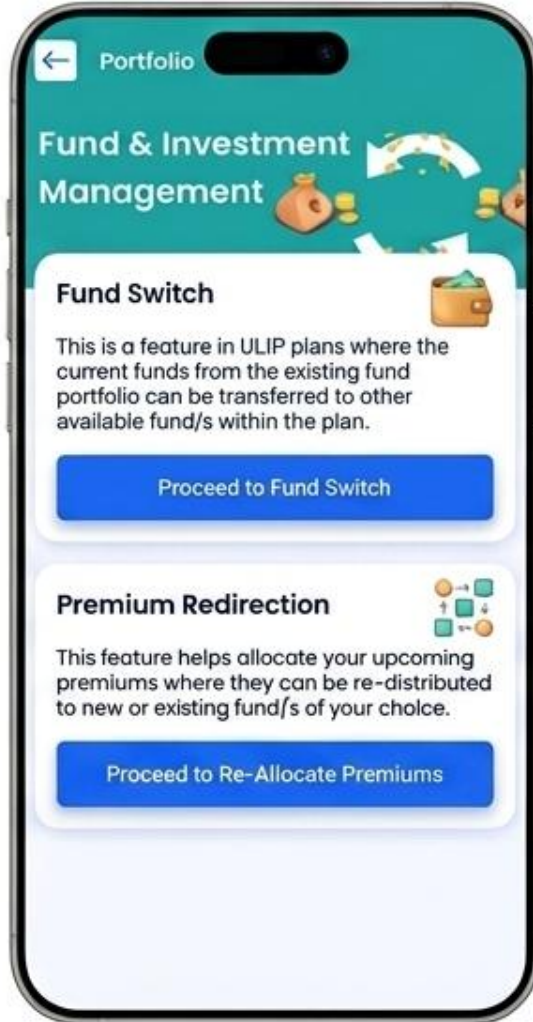 Portfolio
Fund & Investment
Management
Fund Switch
This is a feature in ULIP plans where the
current funds from the existing fund
portfolio can be transferred to other
available fund/s within the plan.
Proceed to Fund Switch
Premium Redirection
This feature helps allocate your upcoming
premiums where they can be re-distributed
to new or existing fund/s of your choice.
Proceed to Re-Allocate Premiums